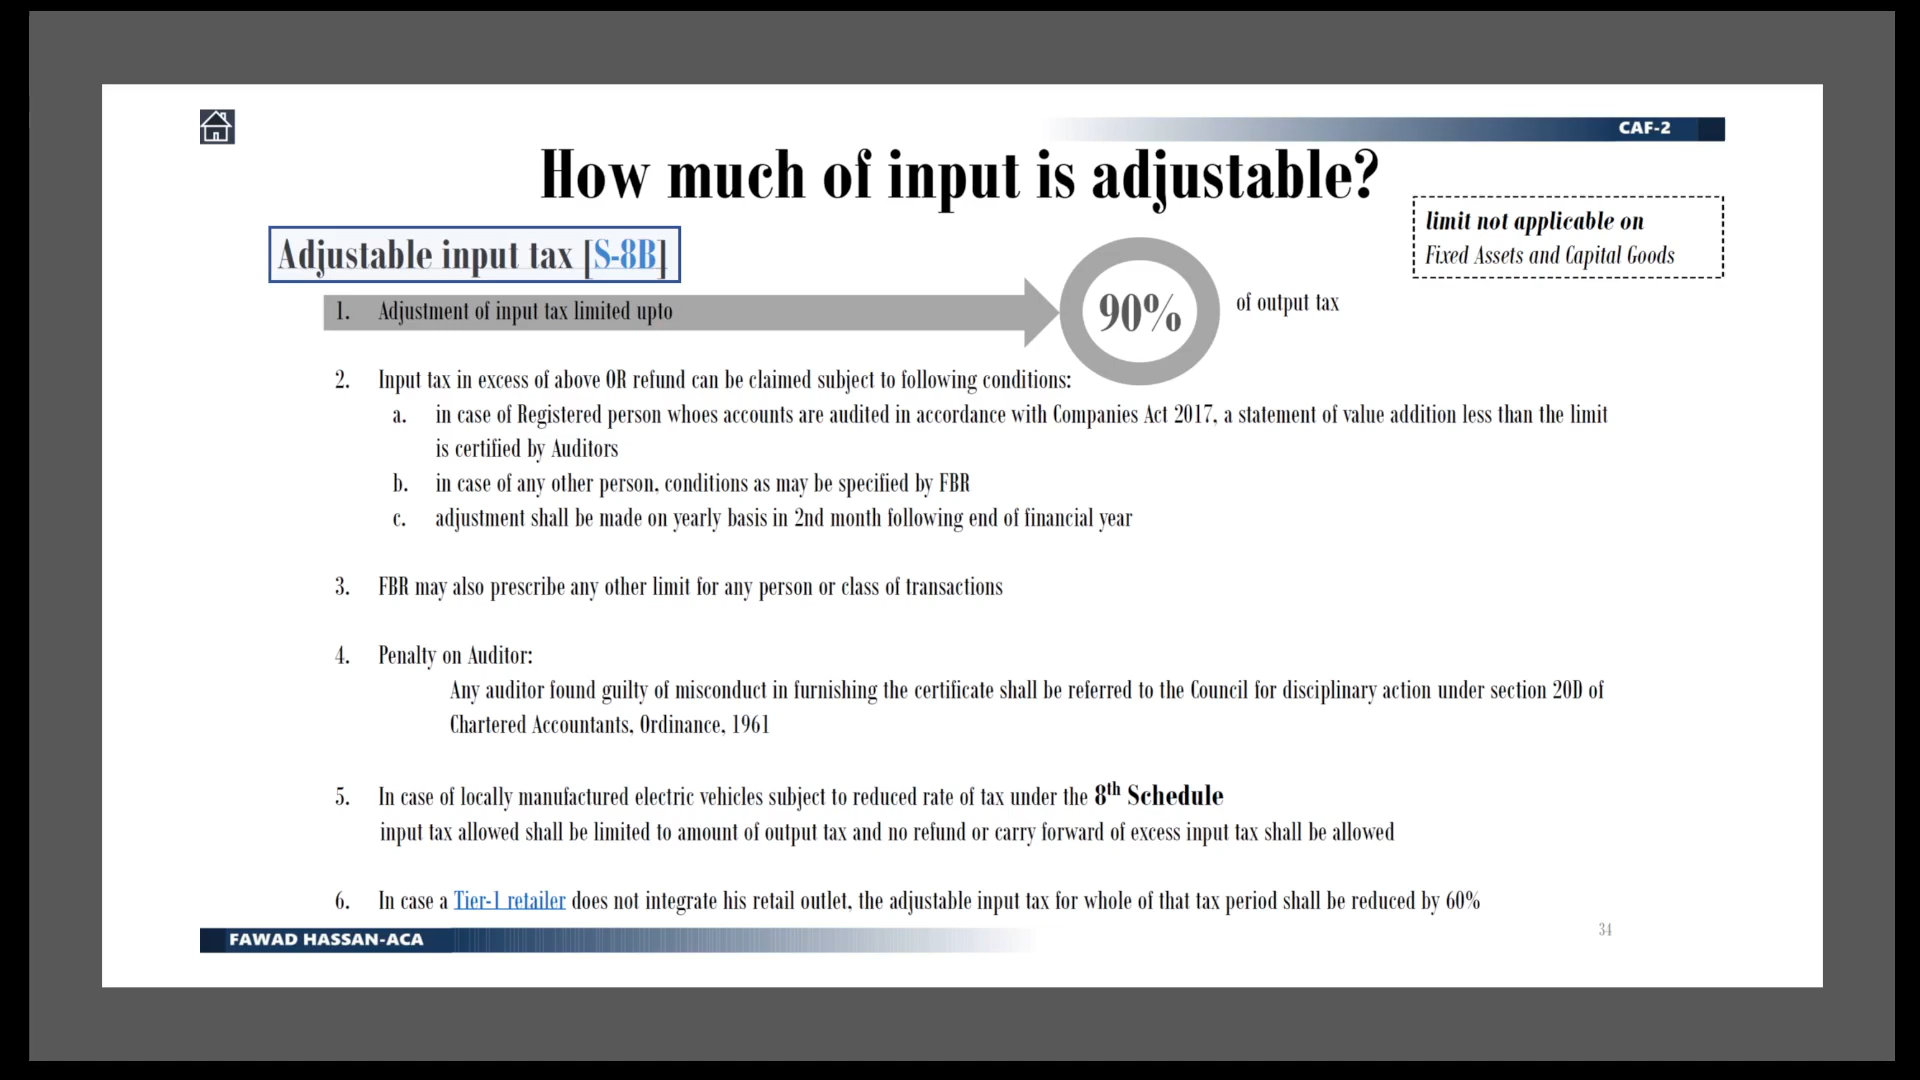 CAF-2
How much of input is adjustable?
limit not applicable on
Fixed Assets and Capital Goods
Adjustable input tax [S-8B]
1. Adjustment of input tax limited upto
90%
of output tax
2. Input tax in excess of above OR refund can be claimed subject to following conditions:
a. in case of Registered person whoes accounts are audited in accordance with Companies Act 2017, a statement of value addition less than the limit
is certified by Auditors
b. in case of any other person, conditions as may be specified by FBR
c. adjustment shall be made on yearly basis in 2nd month following end of financial year
3. FBR may also prescribe any other limit for any person or class of transactions
4. Penalty on Auditor:
Any auditor found guilty of misconduct in furnishing the certificate shall be referred to the Council for disciplinary action under section 20D of
Chartered Accountants, Ordinance, 1961
5. In case of locally manufactured electric vehicles subject to reduced rate of tax under the 8th Schedule
input tax allowed shall be limited to amount of output tax and no refund or carry forward of excess input tax shall be allowed
6. In case a Tier-1 retailer does not integrate his retail outlet, the adjustable input tax for whole of that tax period shall be reduced by 60%
34
FAWAD HASSAN-ACA